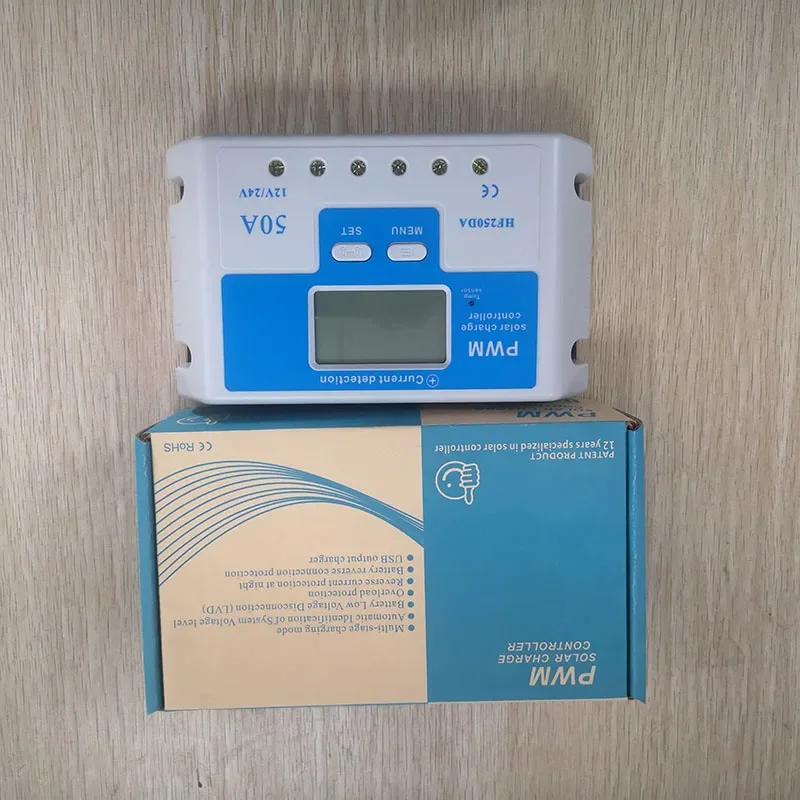 PWM
SOLAR CHARGE
CONTROLLER
Multi-stage charging mode
Automatic Identification of System Voltage level
Battery Low Voltage Disconnection (LVD)
Overload protection
Reverse current protection at night
Battery reverse connection protection
USB output charger
PATENT PRODUCT
12 years specialized in solar controller
CE RoHS
PWM
SOLAR CHARGE
+ Current detection
PWM
solar charge
controller
Temp
sensor
MENU
SET
HF250DA
50A
CE
12V/24V